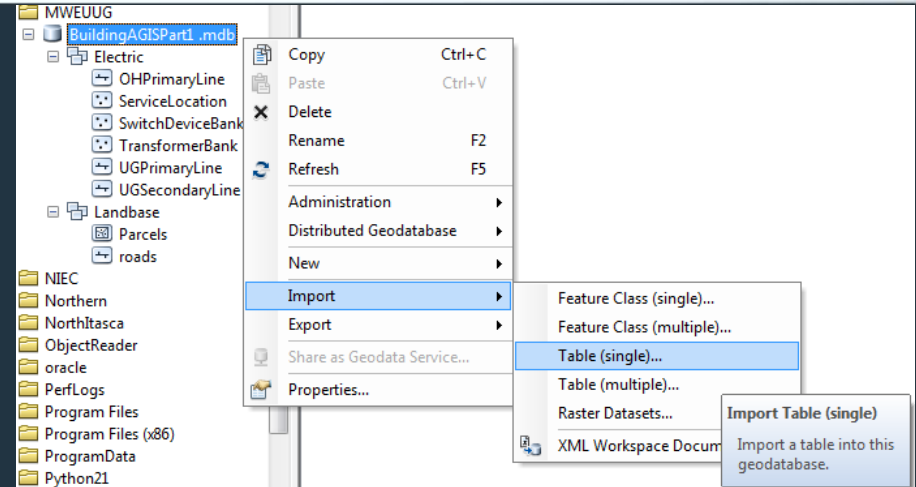 MWEUUG
BuildingAGISPart1 .mdb
Electric
OHPrimaryLine
ServiceLocation
SwitchDeviceBank
TransformerBank
UGPrimaryLine
UGSecondaryLine
Landbase
Parcels
roads
NIEC
Northern
NorthItasca
ObjectReader
oracle
PerfLogs
Program Files
Program Files (x86)
ProgramData
Python21
Copy Ctrl+C
Paste Ctrl+V
Delete
Rename F2
Refresh F5
Administration
Distributed Geodatabase
New
Import
Export
Share as Geodata Service...
Properties...
Feature Class (single)...
Feature Class (multiple)...
Table (single)...
Table (multiple)...
Raster Datasets...
XML Workspace Docum
Import Table (single)
Import a table into this
geodatabase.